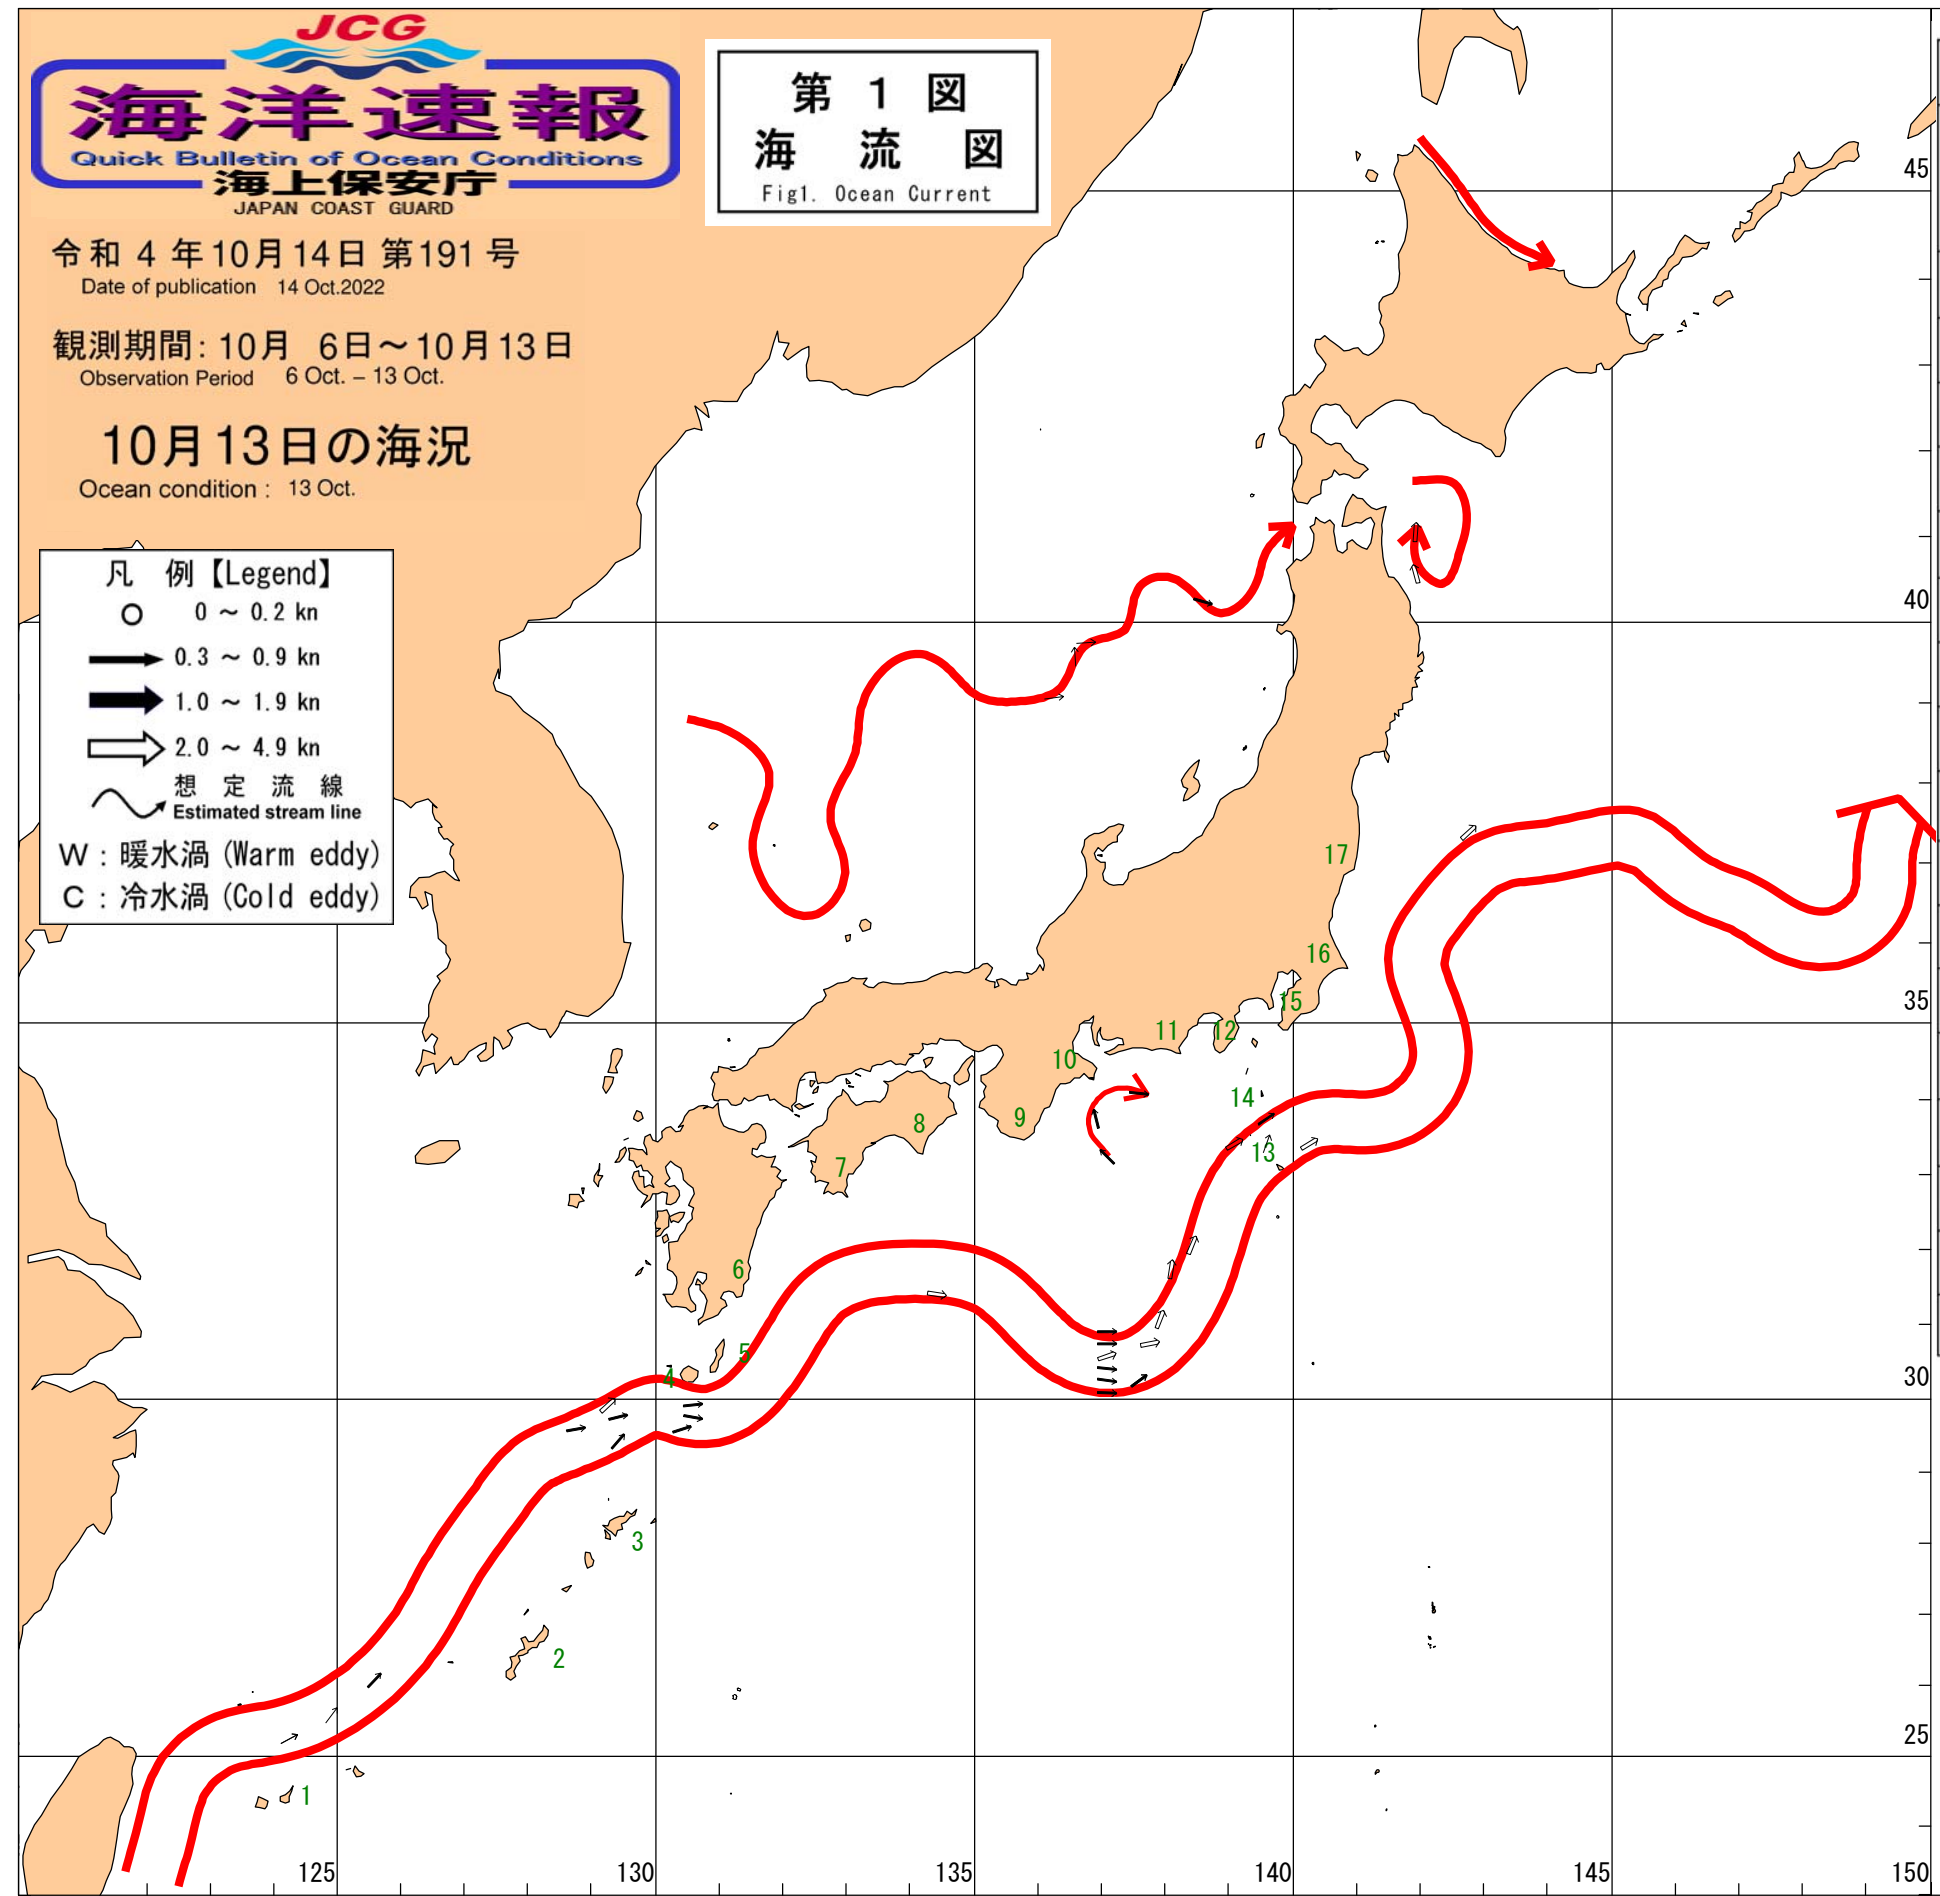 JCG
海洋速報
Quick Bulletin of Ocean Conditions
海上保安庁
JAPAN COAST GUARD
第 1 図
海 流 図
Fig1. Ocean Current
令和 4 年10月14日 第191 号
Date of publication 14 Oct.2022
観測期間: 10月 6日～10月13日
Observation Period 6 Oct. – 13 Oct.
10月13日の海況
Ocean condition : 13 Oct.
凡 例【Legend】
0 ～ 0.2 kn
0.3 ～ 0.9 kn
1.0 ～ 1.9 kn
2.0 ～ 4.9 kn
想 定 流 線
Estimated stream line
W : 暖水渦 (Warm eddy)
C : 冷水渦 (Cold eddy)
45
40
17
16
35
15
12
11
10
14
9
8
13
7
6
5
4
30
3
2
25
1
125
130
135
140
145
150